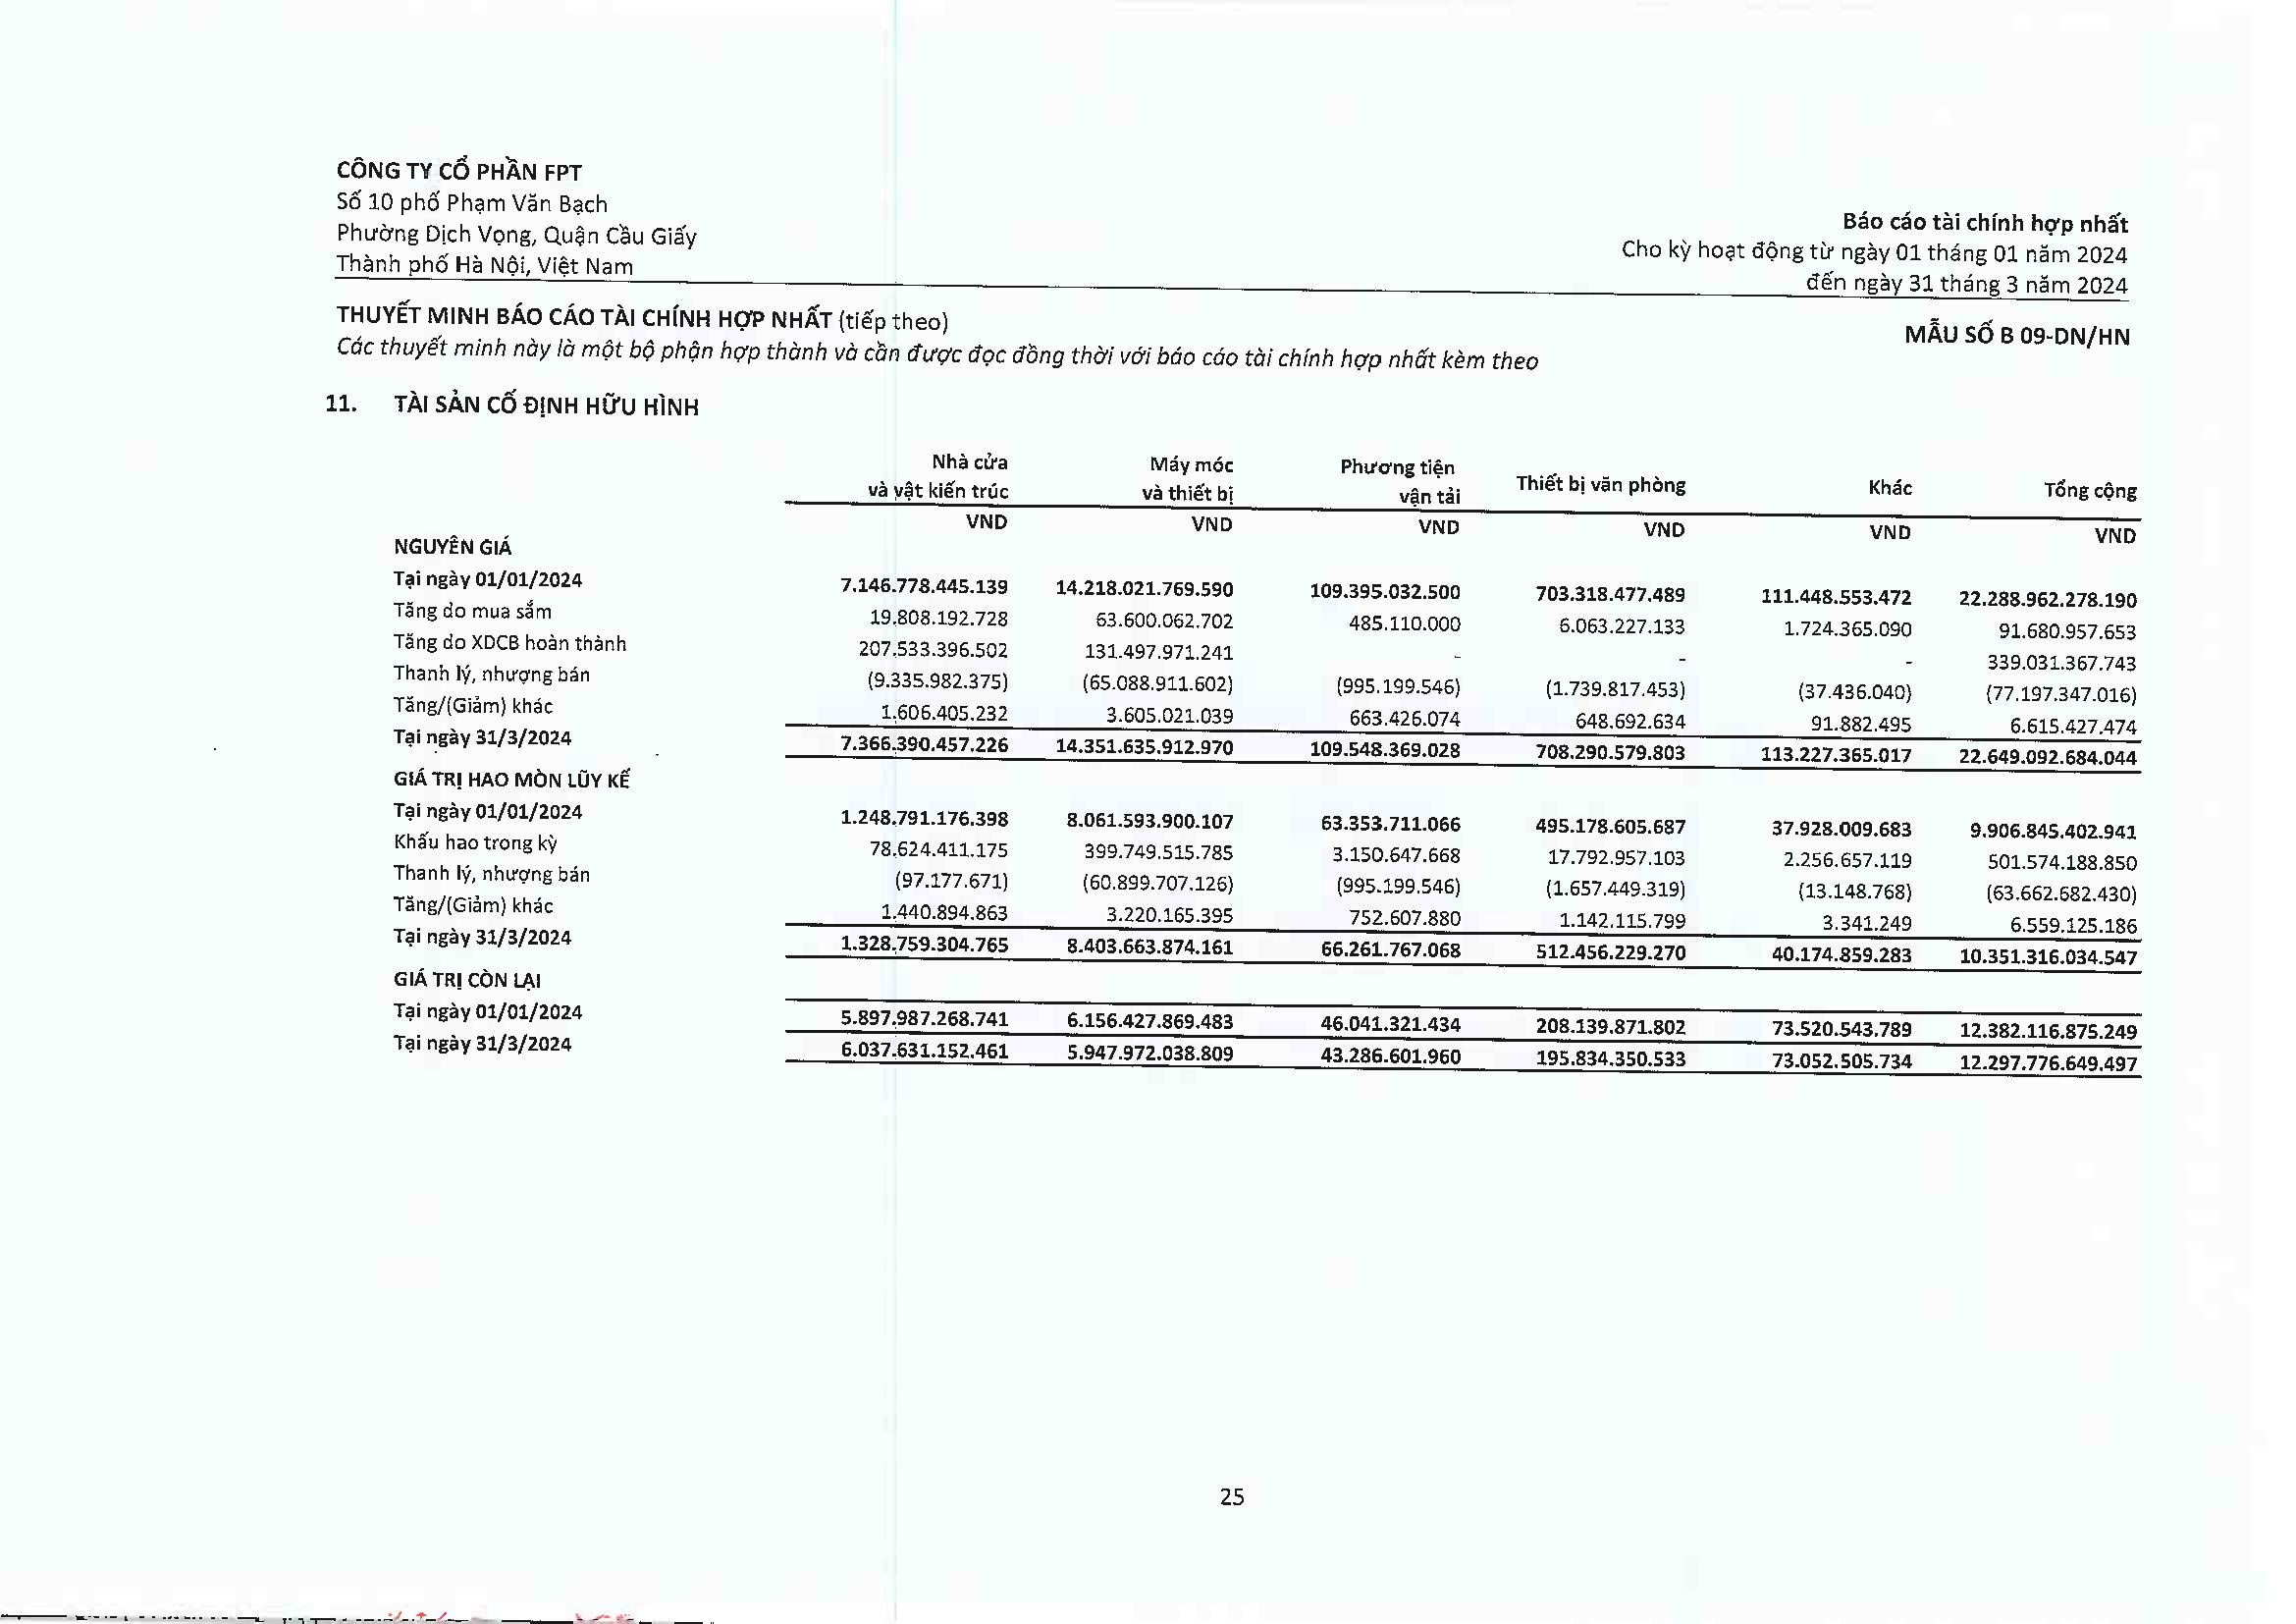 CÔNG TY CỔ PHẦN FPT
Số 10 phố Phạm Văn Bạch
Phường Dịch Vọng, Quận Cầu Giấy
Thành phố Hà Nội, Việt Nam
Báo cáo tài chính hợp nhất
Cho kỳ hoạt động từ ngày 01 tháng 01 năm 2024
đến ngày 31 tháng 3 năm 2024
THUYẾT MINH BÁO CÁO TÀI CHÍNH HỢP NHẤT (tiếp theo)
MẪU SỐ B 09-DN/HN
Các thuyết minh này là một bộ phận hợp thành và cần được đọc đồng thời với báo cáo tài chính hợp nhất kèm theo
11. TÀI SẢN CỐ ĐỊNH HỮU HÌNH
Nhà cửa Máy móc Phương tiện
và vật kiến trúc và thiết bị vận tải Thiết bị văn phòng Khác Tổng cộng
VND VND VND VND VND VND
NGUYÊN GIÁ
Tại ngày 01/01/2024 7.146.778.445.139 14.218.021.769.590 109.395.032.500 703.318.477.489 111.448.553.472 22.288.962.278.190
Tăng do mua sắm 19.808.192.728 63.600.062.702 485.110.000 6.063.227.133 1.724.365.090 91.680.957.653
Tăng do XDCB hoàn thành 207.533.396.502 131.497.971.241 - - - 339.031.367.743
Thanh lý, nhượng bán (9.335.982.375) (65.088.911.602) (995.199.546) (1.739.817.453) (37.436.040) (77.197.347.016)
Tăng/(Giảm) khác 1.606.405.232 3.605.021.039 663.426.074 648.692.634 91.882.495 6.615.427.474
Tại ngày 31/3/2024 7.366.390.457.226 14.351.635.912.970 109.548.369.028 708.290.579.803 113.227.365.017 22.649.092.684.044
GIÁ TRỊ HAO MÒN LŨY KẾ
Tại ngày 01/01/2024 1.248.791.176.398 8.061.593.900.107 63.353.711.066 495.178.605.687 37.928.009.683 9.906.845.402.941
Khấu hao trong kỳ 78.624.411.175 399.749.515.785 3.150.647.668 17.792.957.103 2.256.657.119 501.574.188.850
Thanh lý, nhượng bán (97.177.671) (60.899.707.126) (995.199.546) (1.657.449.319) (13.148.768) (63.662.682.430)
Tăng/(Giảm) khác 1.440.894.863 3.220.165.395 752.607.880 1.142.115.799 3.341.249 6.559.125.186
Tại ngày 31/3/2024 1.328.759.304.765 8.403.663.874.161 66.261.767.068 512.456.229.270 40.174.859.283 10.351.316.034.547
GIÁ TRỊ CÒN LẠI
Tại ngày 01/01/2024 5.897.987.268.741 6.156.427.869.483 46.041.321.434 208.139.871.802 73.520.543.789 12.382.116.875.249
Tại ngày 31/3/2024 6.037.631.152.461 5.947.972.038.809 43.286.601.960 195.834.350.533 73.052.505.734 12.297.776.649.497
25